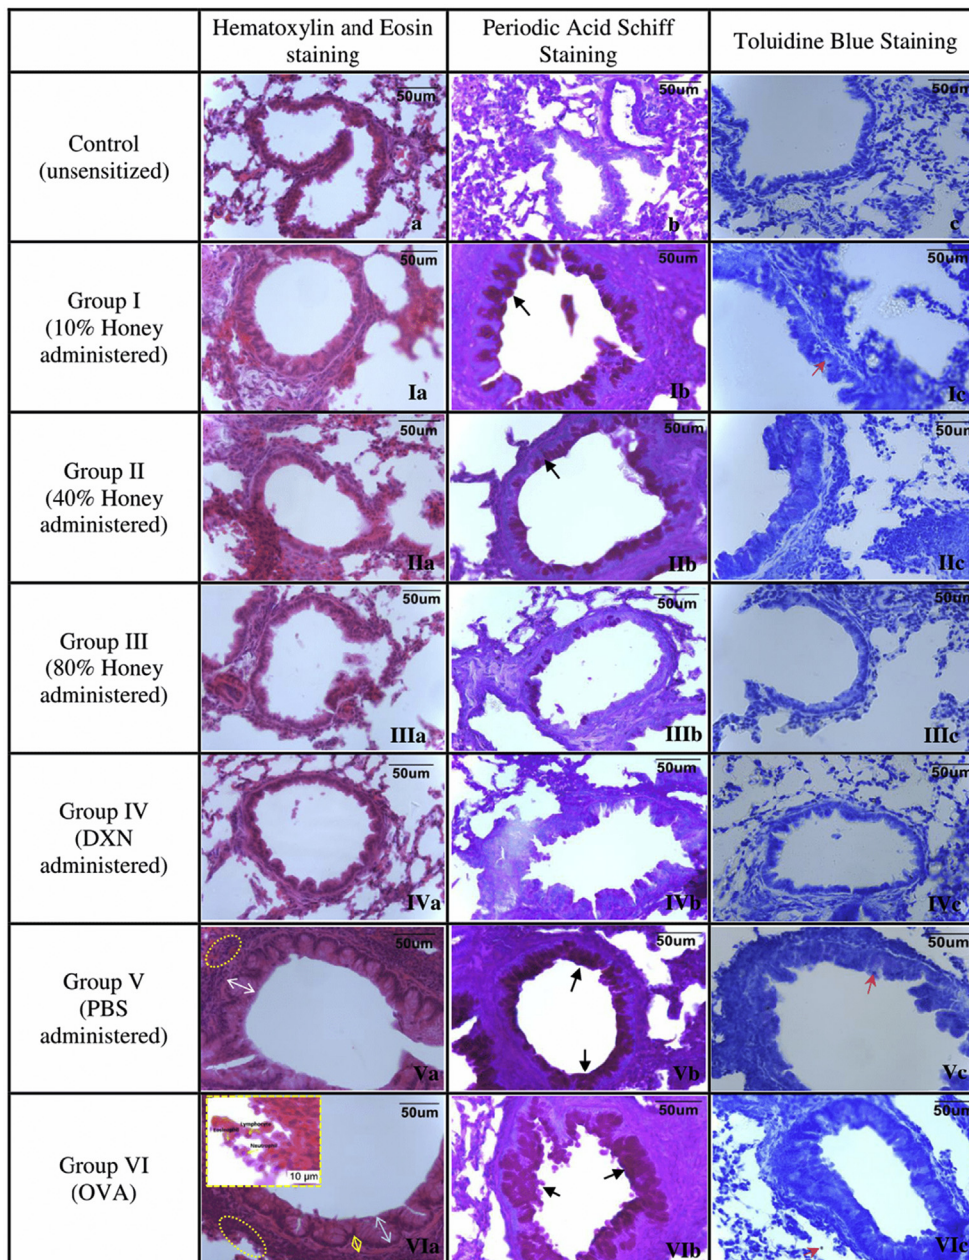 Hematoxylin and Eosin
staining
Periodic Acid Schiff
Staining
Toluidine Blue Staining
Control
(unsensitized)
50um
a
50um
b
50um
c
Group I
(10% Honey
administered)
50um
Ia
50um
Ib
50um
Ic
Group II
(40% Honey
administered)
50um
IIa
50um
IIb
50um
IIc
Group III
(80% Honey
administered)
50um
IIIa
50um
IIIb
50um
IIIc
Group IV
(DXN
administered)
50um
IVa
50um
IVb
50um
IVc
Group V
(PBS
administered)
50um
Va
50um
Vb
50um
Vc
Group VI
(OVA)
Lymphocyte
Eosinophil
Neutrophil
10 µm
50um
VIa
50um
VIb
50um
VIc